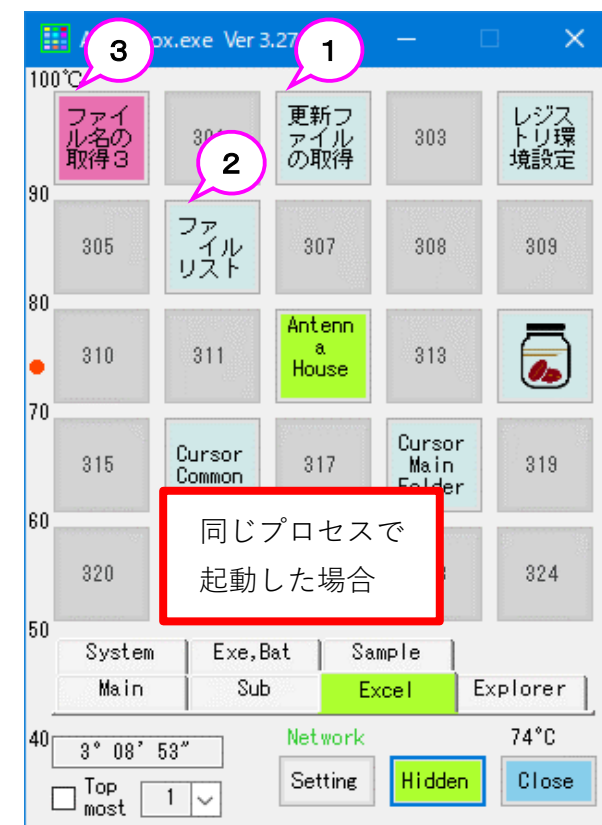 ox.exe Ver 3.27
3
1
100℃
ファイ
ル名の
取得3
更新フ
ァイル
の取得
303
レジス
トリ環
境設定
2
90
305
ファ
イル
リスト
307
308
309
80
310
311
Antenn
a
House
313
70
315
Cursor
Common
317
Cursor
Main
Folder
319
60
同じプロセスで
起動した場合
320
324
50
System
Exe,Bat
Sample
Main
Sub
Excel
Explorer
40
3° 08’ 53”
Network
74°C
Top
most
1
Setting
Hidden
Close